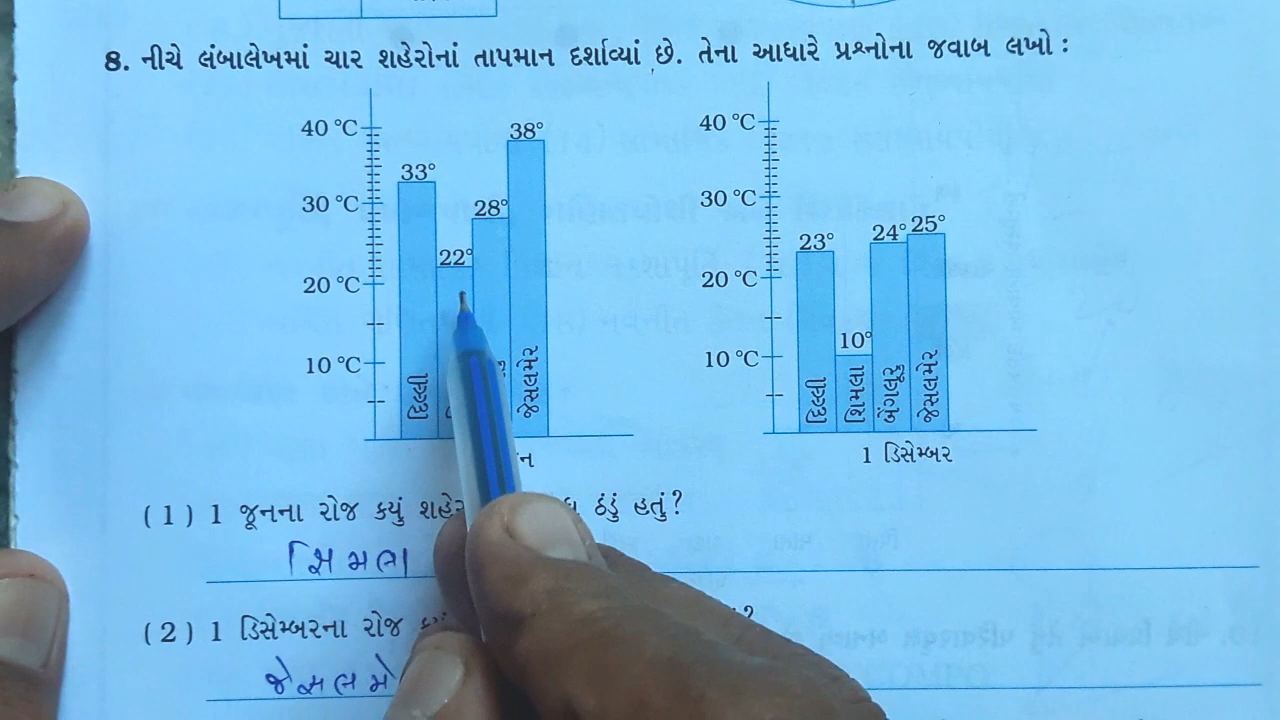 8. નીચે લંબાલેખમાં ચાર શહેરોનાં તાપમાન દર્શાવ્યાં છે. તેના આધારે પ્રશ્નોના જવાબ લખો :
40 °C
30 °C
20 °C
10 °C
33°
22°
28°
38°
દિલ્લી
જેસલમેર
40 °C
30 °C
20 °C
10 °C
23°
10°
24°
25°
દિલ્લી
શિમલા
બેંગલૂરુ
જેસલમેર
1 ડિસેમ્બર
(1) 1 જૂનના રોજ કયું શહેર ઠંડું હતું?
સિમલા
(2) 1 ડિસેમ્બરના રોજ
જેસલમે